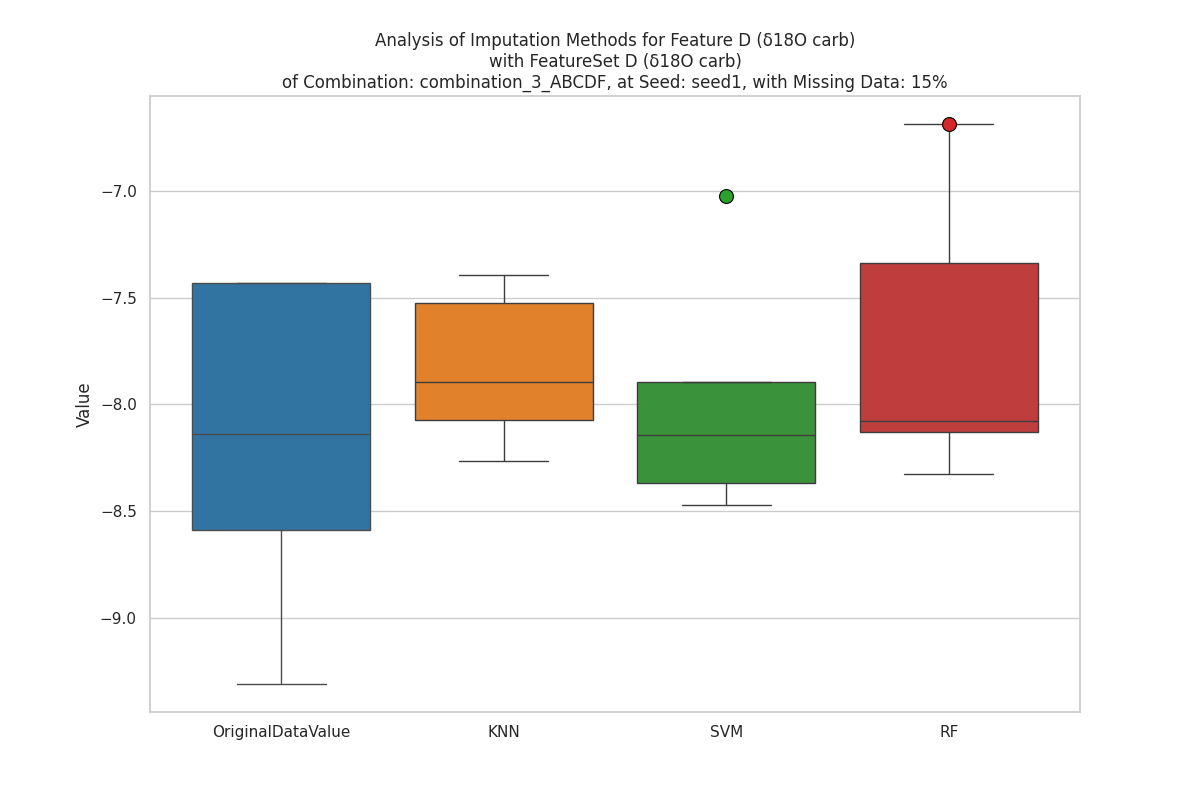 Analysis of Imputation Methods for Feature D (δ18O carb)
with FeatureSet D (δ18O carb)
of Combination: combination_3_ABCDF, at Seed: seed1, with Missing Data: 15%
−7.0
−7.5
−8.0
−8.5
−9.0
Value
OriginalDataValue
KNN
SVM
RF